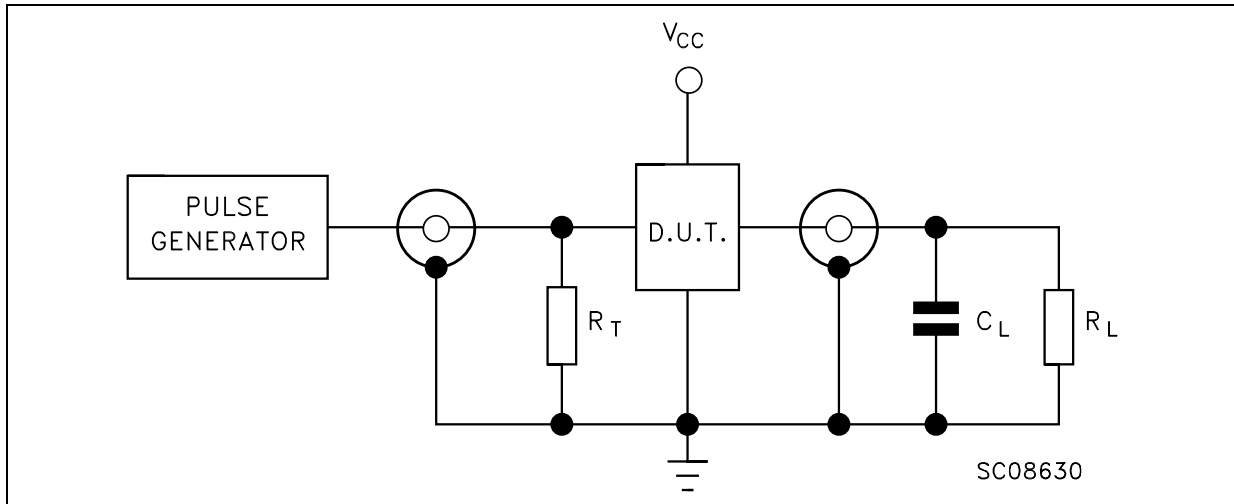 VCC
PULSE
GENERATOR
D.U.T.
RT
CL
RL
SC08630